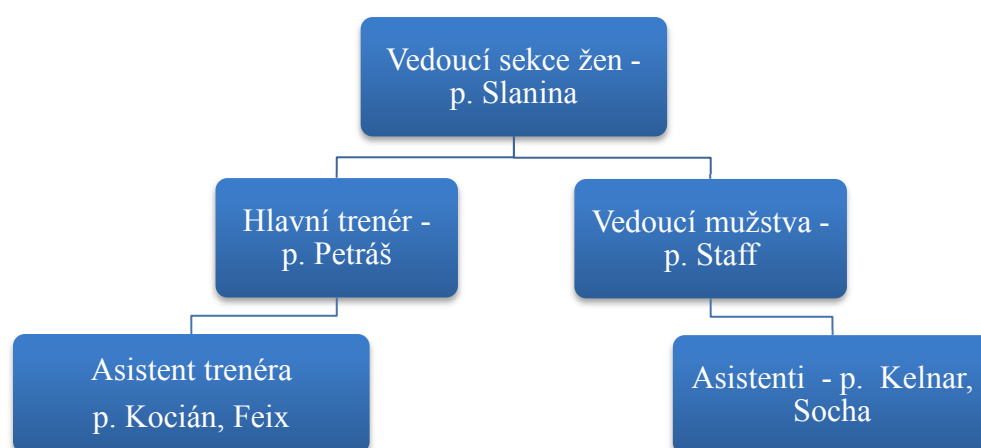 Vedoucí sekce žen -
p. Slanina
Hlavní trenér -
p. Petráš
Vedoucí mužstva -
p. Staff
Asistent trenéra
p. Kocián, Feix
Asistenti - p. Kelnar,
Socha